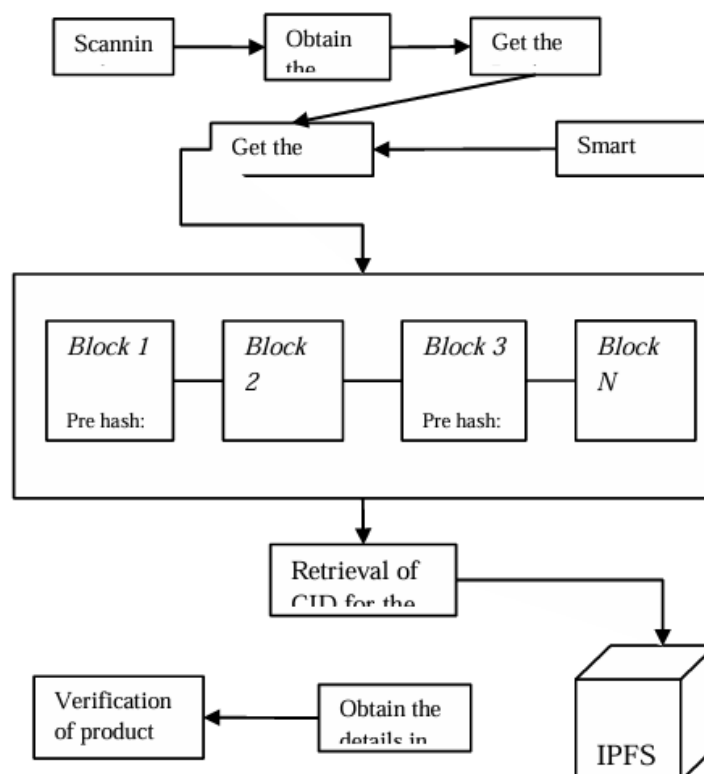 Scannin
Obtain
the
Get the
Get the
Smart
Block 1
Pre hash:
Block
2
Block 3
Pre hash:
Block
N
Retrieval of
CID for the
IPFS
Verification
of product
Obtain the
details in